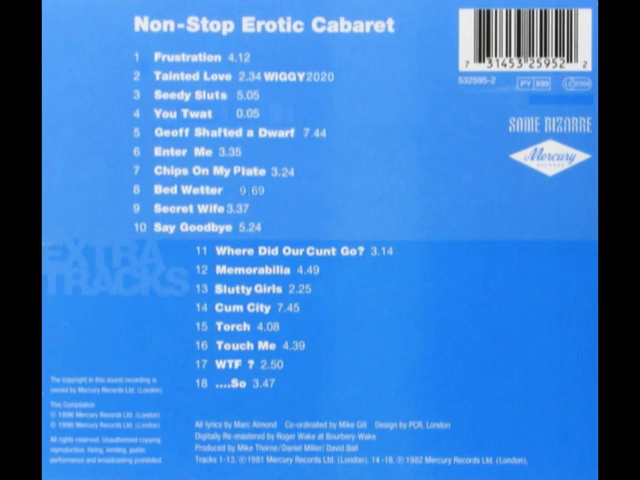 Non-Stop Erotic Cabaret
1 Frustration 4.12
2 Tainted Love 2.34 WIGGY2020
3 Seedy Sluts 5.05
4 You Twat 0.05
5 Geoff Shafted a Dwarf 7.44
6 Enter Me 3.35
7 Chips On My Plate 3.24
8 Bed Wetter 9.69
9 Secret Wife 3.37
10 Say Goodbye 5.24
EXTRA
TRACKS
11 Where Did Our Cunt Go? 3.14
12 Memorabilia 4.49
13 Slutty Girls 2.25
14 Cum City 7.45
15 Torch 4.08
16 Touch Me 4.39
17 WTF ? 2.50
18 ....So 3.47
7 31453 25952 2
532595-2
PY 899
SOME BIZARRE
Mercury
RECORDS
The copyright in this sound recording is
owned by Mercury Records Ltd. (London)
This Compilation
℗ 1996 Mercury Records Ltd. (London)
© 1996 Mercury Records Ltd. (London)
All rights reserved. Unauthorised copying,
reproduction, hiring, lending, public
performance and broadcasting prohibited.
All lyrics by Marc Almond Co-ordinated by Mike Gill Design by PCR, London
Digitally Re-mastered by Roger Wake at Bourbery-Wake
Produced by Mike Thorne/Daniel Miller/David Ball
Tracks 1-13, ℗ 1981 Mercury Records Ltd. (London), 14-18, ℗ 1982 Mercury Records Ltd. (London).